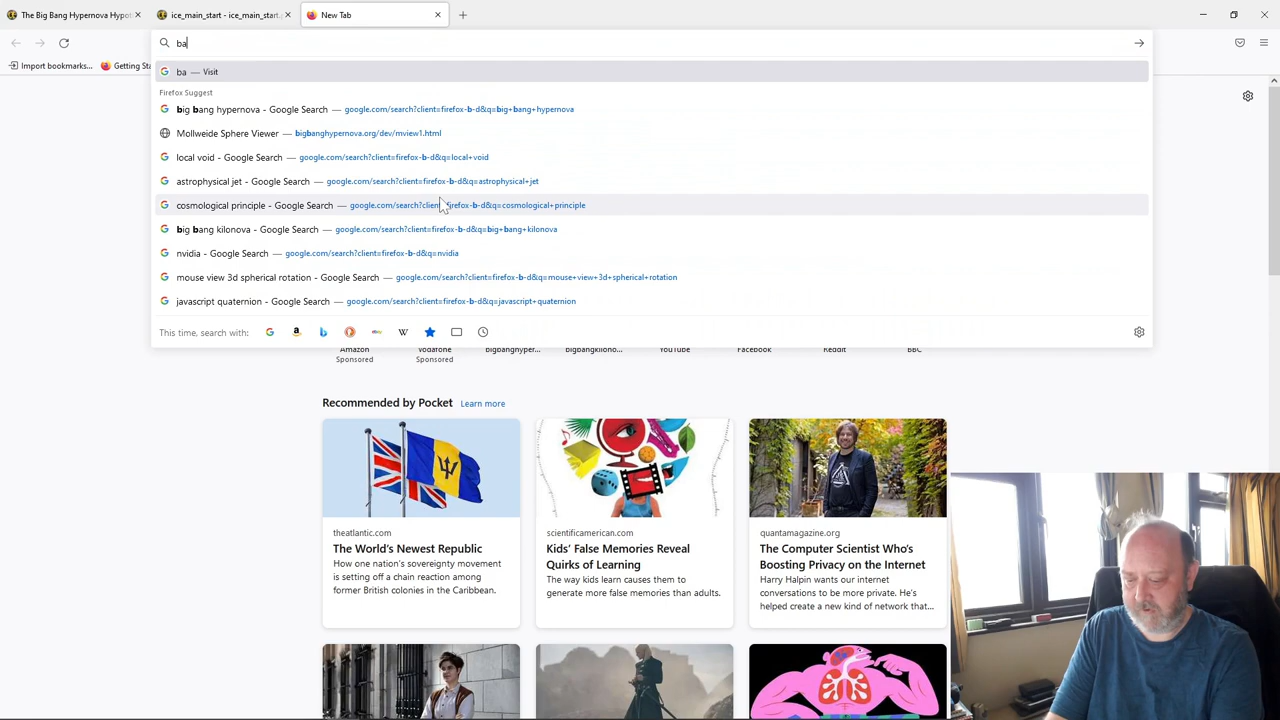 The Big Bang Hypernova Hypot
ice_main_start - ice_main_start.
New Tab
ba
Import bookmarks...
Getting Sta
ba — Visit
Firefox Suggest
big bang hypernova - Google Search — google.com/search?client=firefox-b-d&q=big+bang+hypernova
Mollweide Sphere Viewer — bigbanghypernova.org/dev/mview1.html
local void - Google Search — google.com/search?client=firefox-b-d&q=local+void
astrophysical jet - Google Search — google.com/search?client=firefox-b-d&q=astrophysical+jet
cosmological principle - Google Search — google.com/search?client=firefox-b-d&q=cosmological+principle
big bang kilonova - Google Search — google.com/search?client=firefox-b-d&q=big+bang+kilonova
nvidia - Google Search — google.com/search?client=firefox-b-d&q=nvidia
mouse view 3d spherical rotation - Google Search — google.com/search?client=firefox-b-d&q=mouse+view+3d+spherical+rotation
javascript quaternion - Google Search — google.com/search?client=firefox-b-d&q=javascript+quaternion
This time, search with:
Amazon
Sponsored
Vodafone
Sponsored
bigbanghyper...
bigbangkilono...
YouTube
Facebook
Reddit
BBC
Recommended by Pocket Learn more
theatlantic.com
The World's Newest Republic
How one nation's sovereignty movement
is setting off a chain reaction among
former British colonies in the Caribbean.
scientificamerican.com
Kids' False Memories Reveal
Quirks of Learning
The way kids learn causes them to
generate more false memories than adults.
quantamagazine.org
The Computer Scientist Who's
Boosting Privacy on the Internet
Harry Halpin wants our internet
conversations to be more private. He's
helped create a new kind of network that...